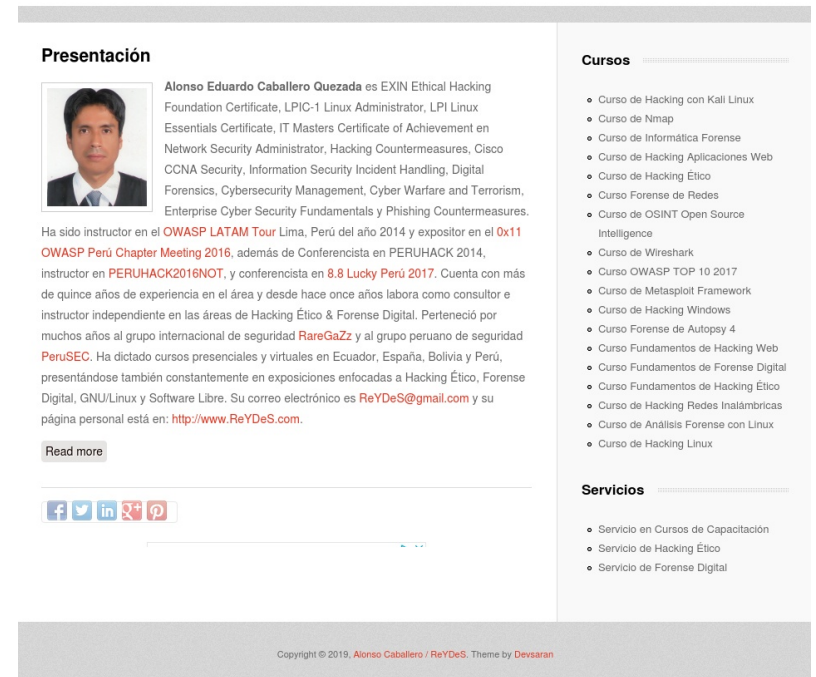 Presentación
Alonso Eduardo Caballero Quezada es EXIN Ethical Hacking
Foundation Certificate, LPIC-1 Linux Administrator, LPI Linux
Essentials Certificate, IT Masters Certificate of Achievement en
Network Security Administrator, Hacking Countermeasures, Cisco
CCNA Security, Information Security Incident Handling, Digital
Forensics, Cybersecurity Management, Cyber Warfare and Terrorism,
Enterprise Cyber Security Fundamentals y Phishing Countermeasures.
Ha sido instructor en el OWASP LATAM Tour Lima, Perú del año 2014 y expositor en el 0x11
OWASP Perú Chapter Meeting 2016, además de Conferencista en PERUHACK 2014,
instructor en PERUHACK2016NOT, y conferencista en 8.8 Lucky Perú 2017. Cuenta con más
de quince años de experiencia en el área y desde hace once años labora como consultor e
instructor independiente en las áreas de Hacking Ético & Forense Digital. Perteneció por
muchos años al grupo internacional de seguridad RareGaZz y al grupo peruano de seguridad
PeruSEC. Ha dictado cursos presenciales y virtuales en Ecuador, España, Bolivia y Perú,
presentándose también constantemente en exposiciones enfocadas a Hacking Ético, Forense
Digital, GNU/Linux y Software Libre. Su correo electrónico es ReYDeS@gmail.com y su
página personal está en: http://www.ReYDeS.com.
Read more
Cursos
Curso de Hacking con Kali Linux
Curso de Nmap
Curso de Informática Forense
Curso de Hacking Aplicaciones Web
Curso de Hacking Ético
Curso Forense de Redes
Curso de OSINT Open Source
Intelligence
Curso de Wireshark
Curso OWASP TOP 10 2017
Curso de Metasploit Framework
Curso de Hacking Windows
Curso Forense de Autopsy 4
Curso Fundamentos de Hacking Web
Curso Fundamentos de Forense Digital
Curso Fundamentos de Hacking Ético
Curso de Hacking Redes Inalámbricas
Curso de Análisis Forense con Linux
Curso de Hacking Linux
Servicios
Servicio en Cursos de Capacitación
Servicio de Hacking Ético
Servicio de Forense Digital
Copyright © 2019, Alonso Caballero / ReYDeS. Theme by Devsaran